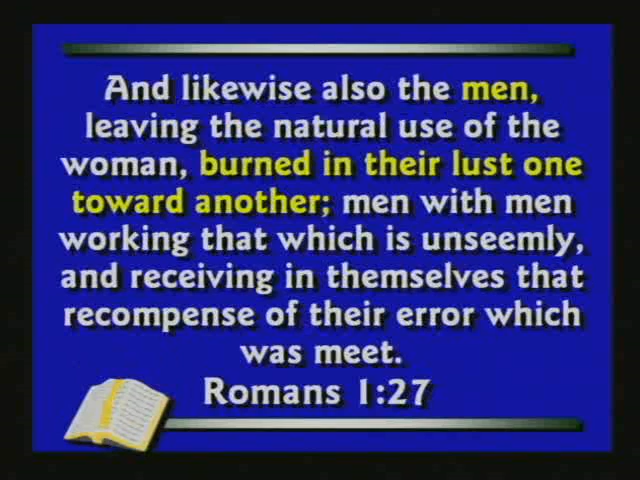 And likewise also the men,
leaving the natural use of the
woman, burned in their lust one
toward another; men with men
working that which is unseemly,
and receiving in themselves that
recompense of their error which
was meet.
Romans 1:27